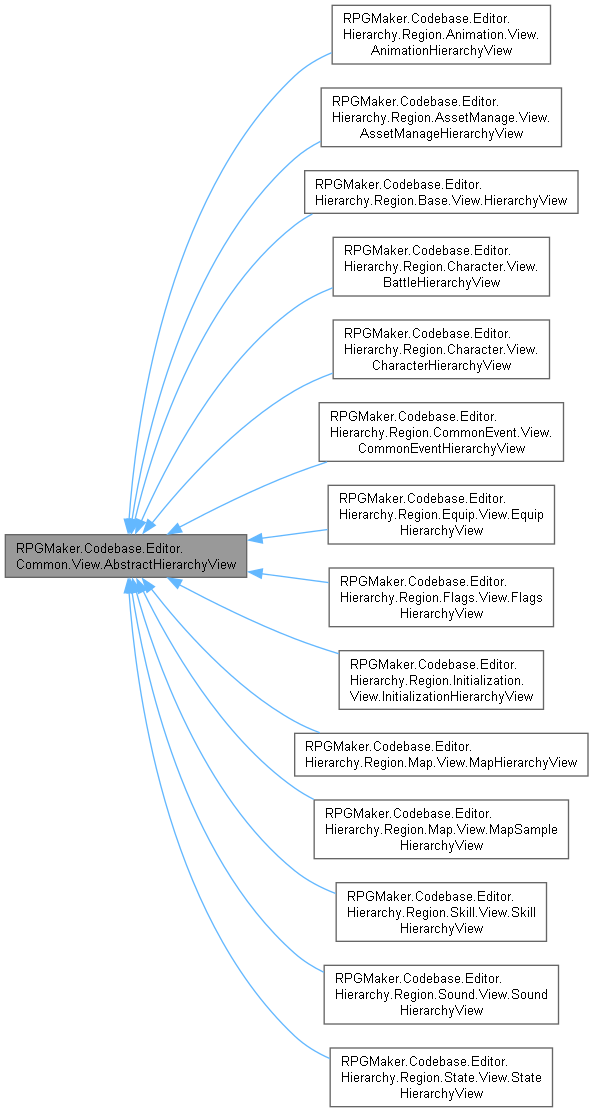 RPGMaker.Codebase.Editor.
Hierarchy.Region.Animation.View.
AnimationHierarchyView
RPGMaker.Codebase.Editor.
Hierarchy.Region.AssetManage.View.
AssetManageHierarchyView
RPGMaker.Codebase.Editor.
Hierarchy.Region.Base.View.HierarchyView
RPGMaker.Codebase.Editor.
Hierarchy.Region.Character.View.
BattleHierarchyView
RPGMaker.Codebase.Editor.
Hierarchy.Region.Character.View.
CharacterHierarchyView
RPGMaker.Codebase.Editor.
Hierarchy.Region.CommonEvent.View.
CommonEventHierarchyView
RPGMaker.Codebase.Editor.
Hierarchy.Region.Equip.View.Equip
HierarchyView
RPGMaker.Codebase.Editor.
Common.View.AbstractHierarchyView
RPGMaker.Codebase.Editor.
Hierarchy.Region.Flags.View.Flags
HierarchyView
RPGMaker.Codebase.Editor.
Hierarchy.Region.Initialization.
View.InitializationHierarchyView
RPGMaker.Codebase.Editor.
Hierarchy.Region.Map.View.MapHierarchyView
RPGMaker.Codebase.Editor.
Hierarchy.Region.Map.View.MapSample
HierarchyView
RPGMaker.Codebase.Editor.
Hierarchy.Region.Skill.View.Skill
HierarchyView
RPGMaker.Codebase.Editor.
Hierarchy.Region.Sound.View.Sound
HierarchyView
RPGMaker.Codebase.Editor.
Hierarchy.Region.State.View.State
HierarchyView